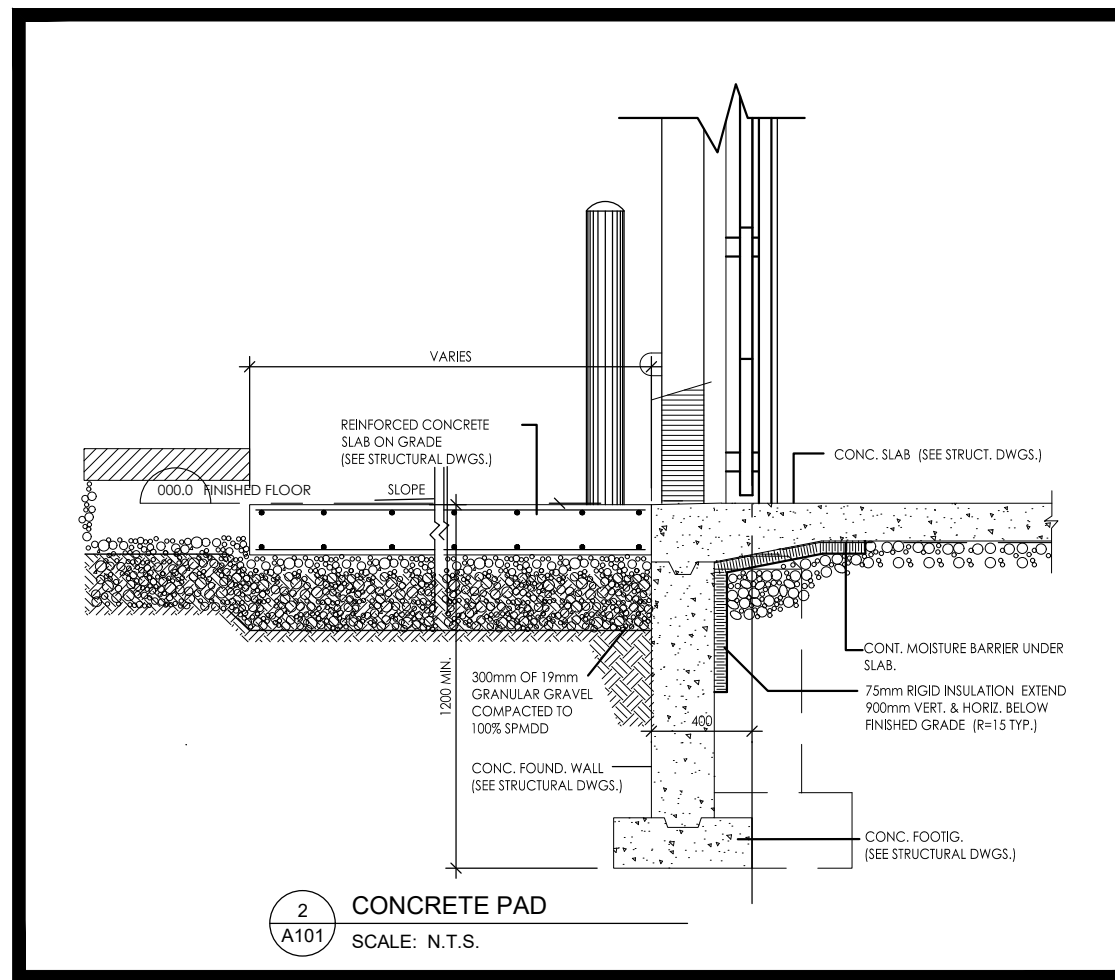 VARIES
REINFORCED CONCRETE
SLAB ON GRADE
(SEE STRUCTURAL DWGS.)
CONC. SLAB (SEE STRUCT. DWGS.)
000.0 FINISHED FLOOR
SLOPE
1200 MIN.
300mm OF 19mm
GRANULAR GRAVEL
COMPACTED TO
100% SPMDD
CONT. MOISTURE BARRIER UNDER
SLAB.
75mm RIGID INSULATION EXTEND
900mm VERT. & HORIZ. BELOW
FINISHED GRADE (R=15 TYP.)
400
CONC. FOUND. WALL
(SEE STRUCTURAL DWGS.)
CONC. FOOTIG.
(SEE STRUCTURAL DWGS.)
2
A101
CONCRETE PAD
SCALE: N.T.S.